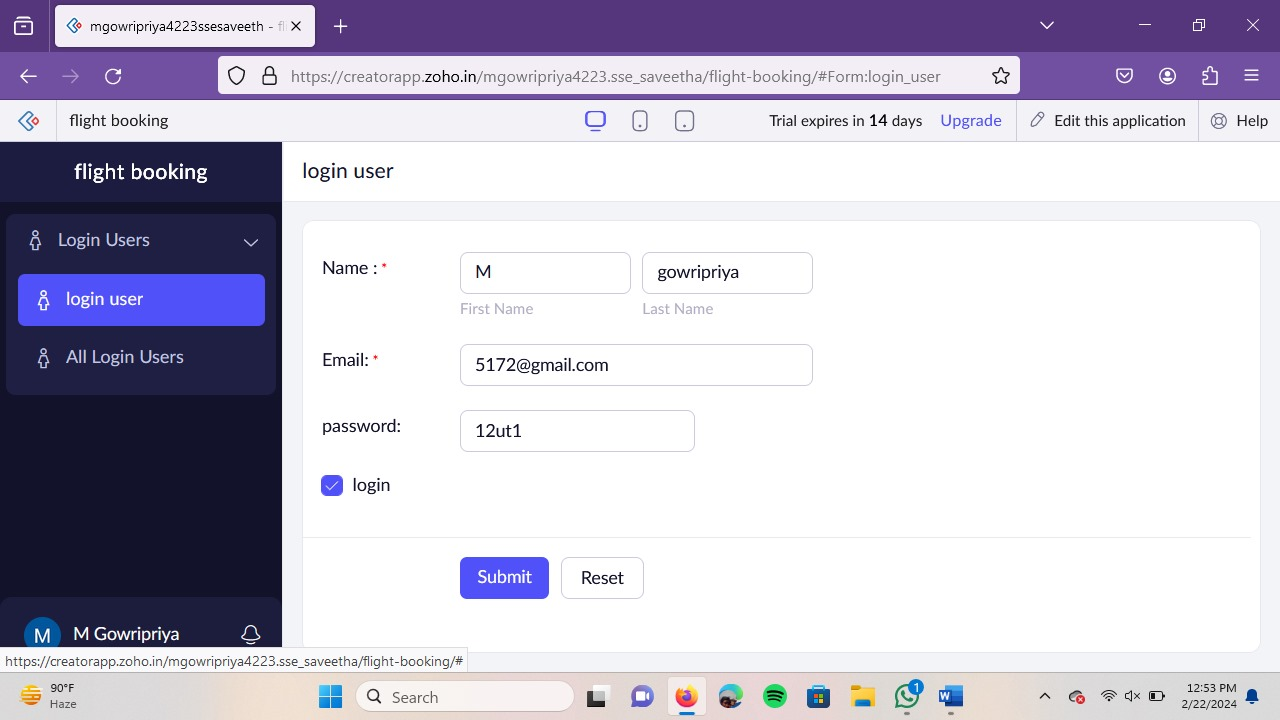 mgowripriya4223ssesaveeth - fl
https://creatorapp.zoho.in/mgowripriya4223.sse_saveetha/flight-booking/#Form:login_user
flight booking
Trial expires in 14 days Upgrade Edit this application Help
flight booking
login user
Login Users
login user
All Login Users
Name : *
M
gowripriya
First Name
Last Name
Email: *
5172@gmail.com
password:
12ut1
login
Submit
Reset
M
M Gowripriya
https://creatorapp.zoho.in/mgowripriya4223.sse_saveetha/flight-booking/#
90°F
Haze
Search
1
W
12:53 PM
2/22/2024